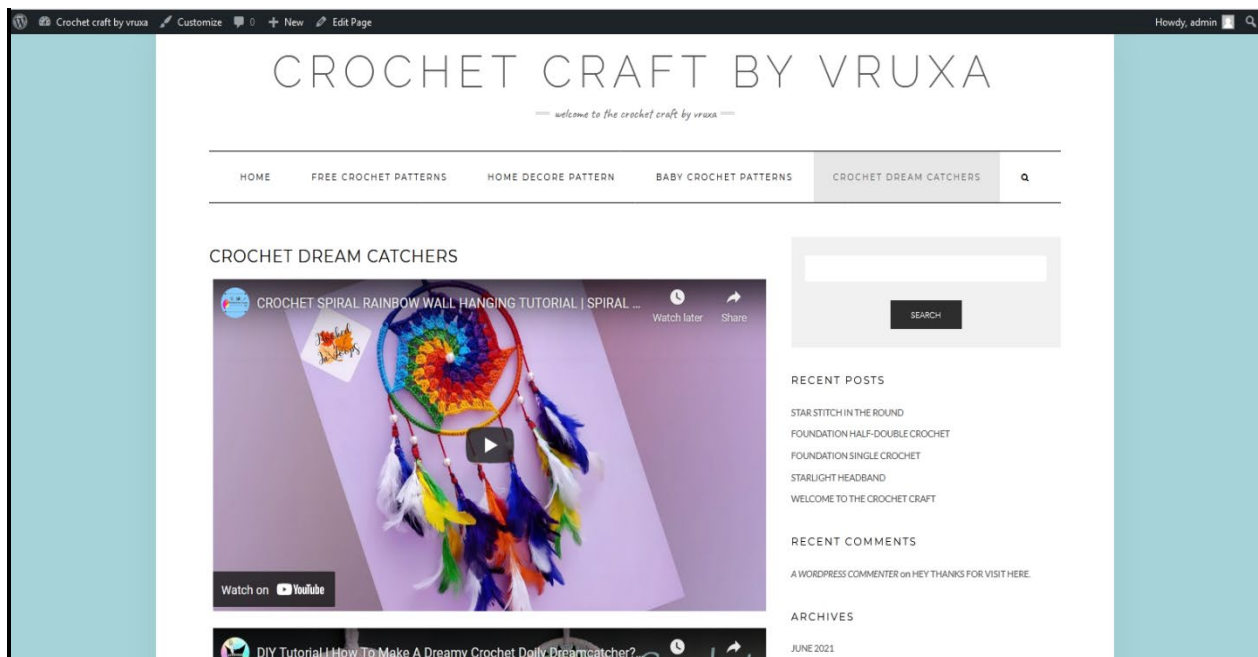 Crochet craft by vruxa Customize 0 New Edit Page Howdy, admin
CROCHET CRAFT BY VRUXA
welcome to the crochet craft by vruxa
HOME FREE CROCHET PATTERNS HOME DECORE PATTERN BABY CROCHET PATTERNS CROCHET DREAM CATCHERS
CROCHET DREAM CATCHERS
CROCHET SPIRAL RAINBOW WALL HANGING TUTORIAL | SPIRAL ...
Watch later Share
Hooked
In Loops
Watch on YouTube
DIY Tutorial | How To Make A Dreamy Crochet Doily Dreamcatcher?...
SEARCH
RECENT POSTS
STAR STITCH IN THE ROUND
FOUNDATION HALF-DOUBLE CROCHET
FOUNDATION SINGLE CROCHET
STARLIGHT HEADBAND
WELCOME TO THE CROCHET CRAFT
RECENT COMMENTS
A WORDPRESS COMMENTER on HEY THANKS FOR VISIT HERE.
ARCHIVES
JUNE 2021